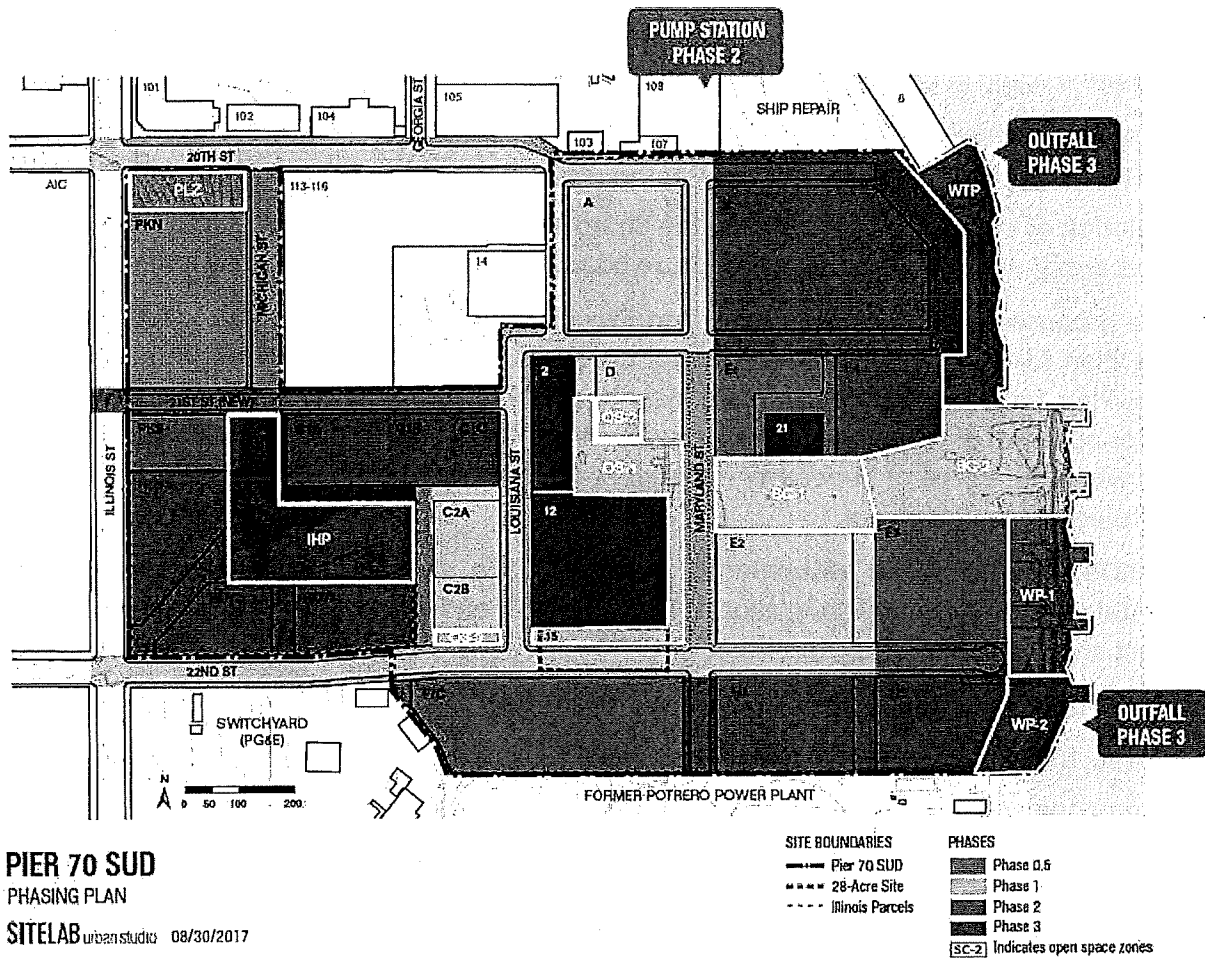 PUMP STATION
PHASE 2
101
102
104
GEORGIA ST
105
109
103
107
SHIP REPAIR
6
OUTFALL
PHASE 3
20TH ST
AIC
PKN
MICHIGAN ST
113-116
14
A
WTP
ILLINOIS ST
LOUISIANA ST
MARYLAND ST
2
D
21
12
C2A
C2B
IHP
E2
WP-1
WP-2
OUTFALL
PHASE 3
22ND ST
SWITCHYARD
(PG&E)
FORMER POTRERO POWER PLANT
N
0 50 100 200
PIER 70 SUD
PHASING PLAN
SITELAB urban studio 08/30/2017
SITE BOUNDARIES
Pier 70 SUD
28-Acre Site
Illinois Parcels
PHASES
Phase 0.5
Phase 1
Phase 2
Phase 3
SC-2 Indicates open space zones